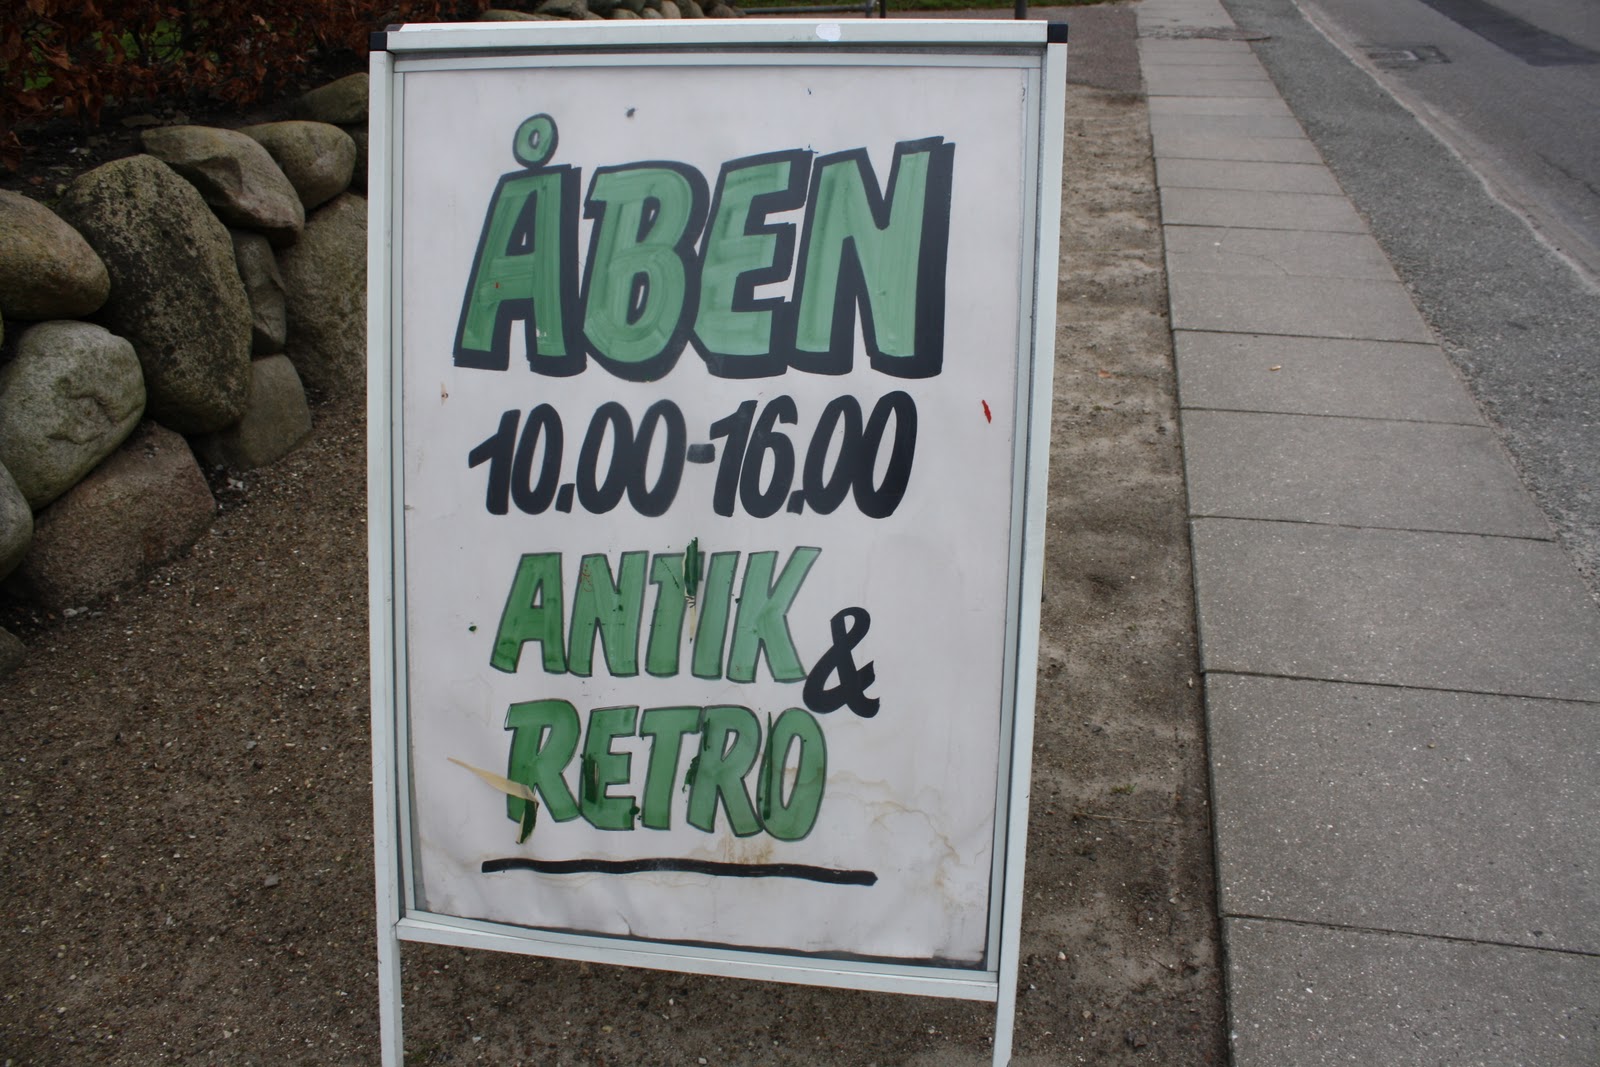 ÅBEN
10.00-16.00
ANTIK &
RETRO